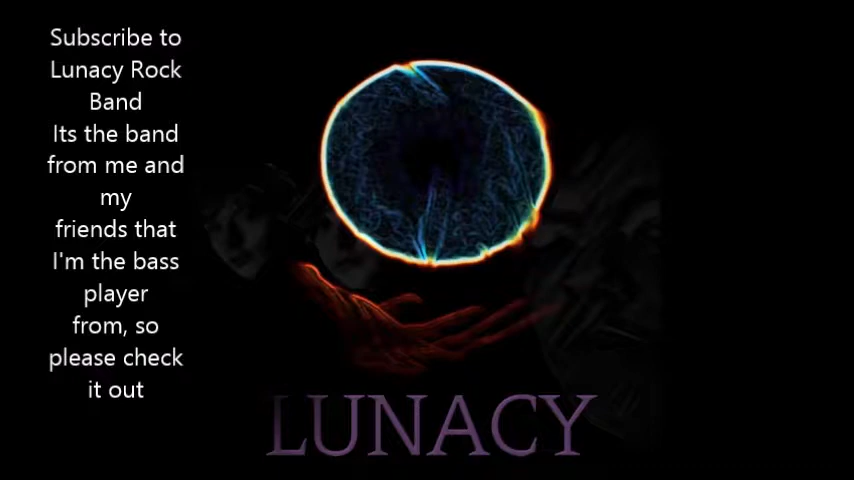 Subscribe to
Lunacy Rock
Band
Its the band
from me and
my
friends that
I'm the bass
player
from, so
please check
it out
LUNACY